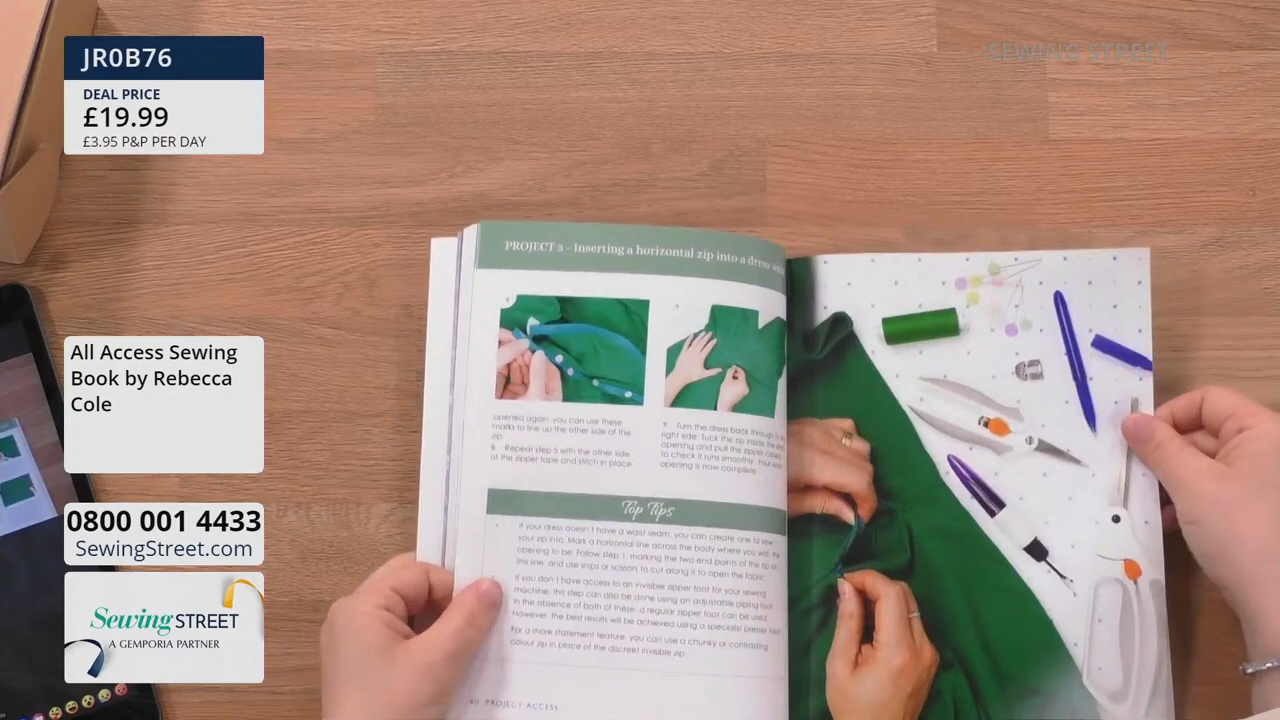 JR0B76
DEAL PRICE
£19.99
£3.95 P&P PER DAY
SEWING STREET
All Access Sewing
Book by Rebecca
Cole
0800 001 4433
SewingStreet.com
Sewing STREET
A GEMPORIA PARTNER
PROJECT 3 - Inserting a horizontal zip into a dress
opened again, you can use these
marks to line up the other side of the
zip.
8 Repeat step 5 with the other side
of the zipper tape and stitch in place.
9 Turn the dress back through to
right side. Tuck the zip inside the
opening and pull the zipper
to check it runs smoothly. Your
opening is now complete.
Top Tips
If your dress doesn't have a waist seam, you can create one to sew
your zip into. Mark a horizontal line across the body where you wish the
opening to be. Follow step 1, marking the two end points of the zip on
this line, and use snips or scissors to cut along it to open the fabric.
If you don't have access to an invisible zipper foot for your sewing
machine, this step can also be done using an adjustable piping foot.
In the absence of both of these, a regular zipper foot can be used.
However, the best results will be achieved using a specialist presser foot.
For a more statement feature, you can use a chunky or contrasting
colour zip in place of the discreet invisible zip.
60 PROJECT ACCESS